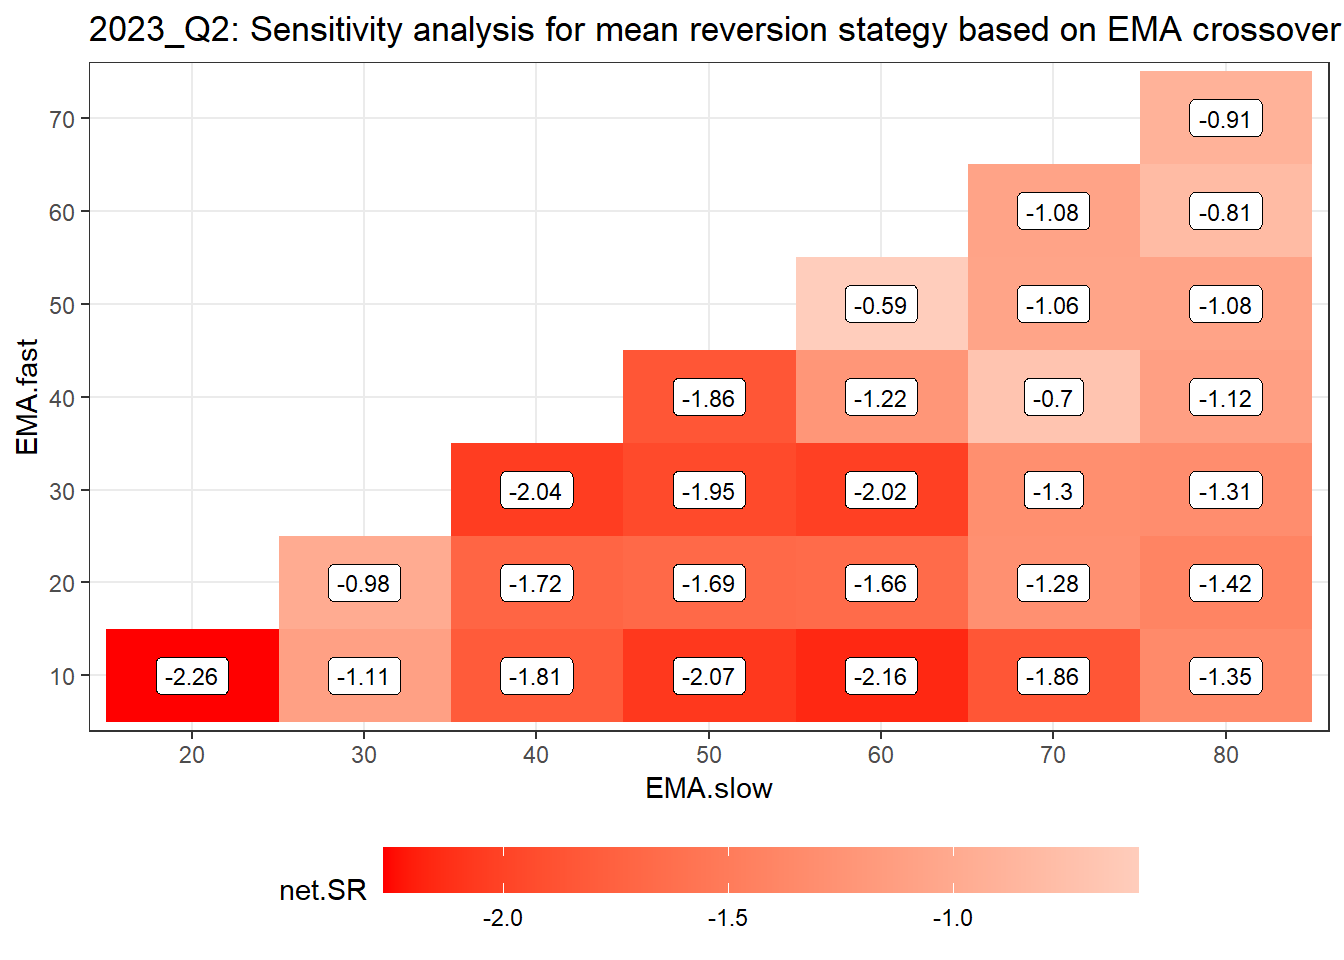 2023_Q2: Sensitivity analysis for mean reversion stategy based on EMA crossover
70 -0.91
60 -1.08 -0.81
50 -0.59 -1.06 -1.08
EMA.fast
40 -1.86 -1.22 -0.7 -1.12
30 -2.04 -1.95 -2.02 -1.3 -1.31
20 -0.98 -1.72 -1.69 -1.66 -1.28 -1.42
10 -2.26 -1.11 -1.81 -2.07 -2.16 -1.86 -1.35
20 30 40 50 60 70 80
EMA.slow
net.SR
-2.0 -1.5 -1.0